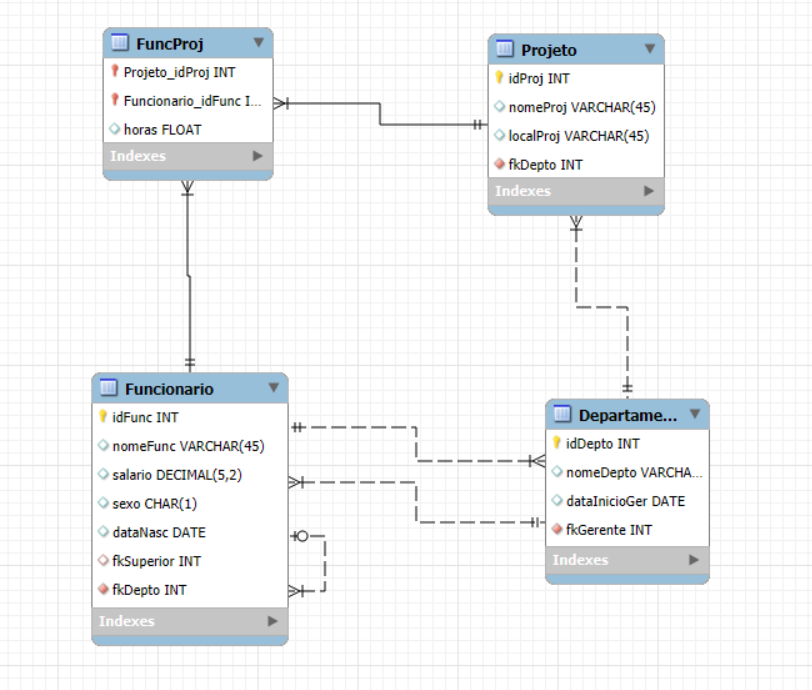 FuncProj
Projeto_idProj INT
Funcionario_idFunc I...
horas FLOAT
Indexes
Projeto
idProj INT
nomeProj VARCHAR(45)
localProj VARCHAR(45)
fkDepto INT
Indexes
Funcionario
idFunc INT
nomeFunc VARCHAR(45)
salario DECIMAL(5,2)
sexo CHAR(1)
dataNasc DATE
fkSuperior INT
fkDepto INT
Indexes
Departame...
idDepto INT
nomeDepto VARCHA...
dataInicioGer DATE
fkGerente INT
Indexes